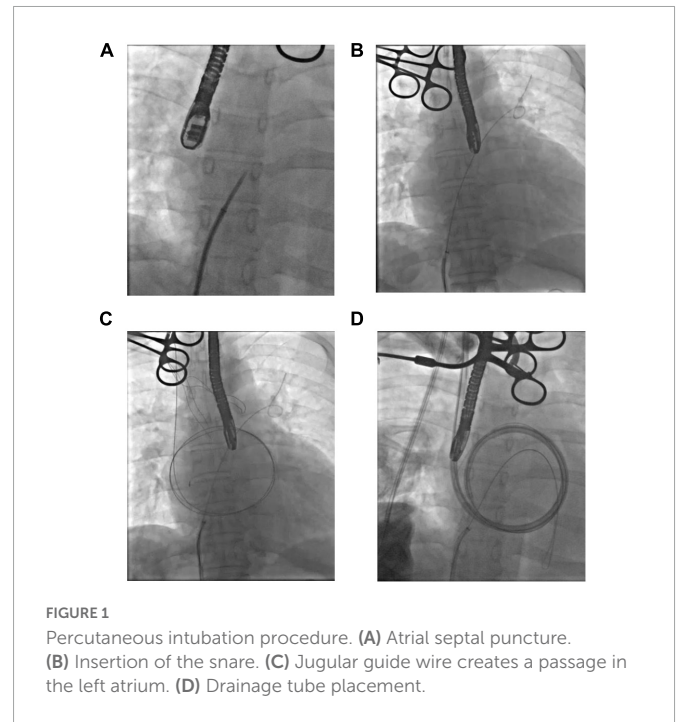 A
B
C
D
FIGURE 1
Percutaneous intubation procedure. (A) Atrial septal puncture.
(B) Insertion of the snare. (C) Jugular guide wire creates a passage in
the left atrium. (D) Drainage tube placement.